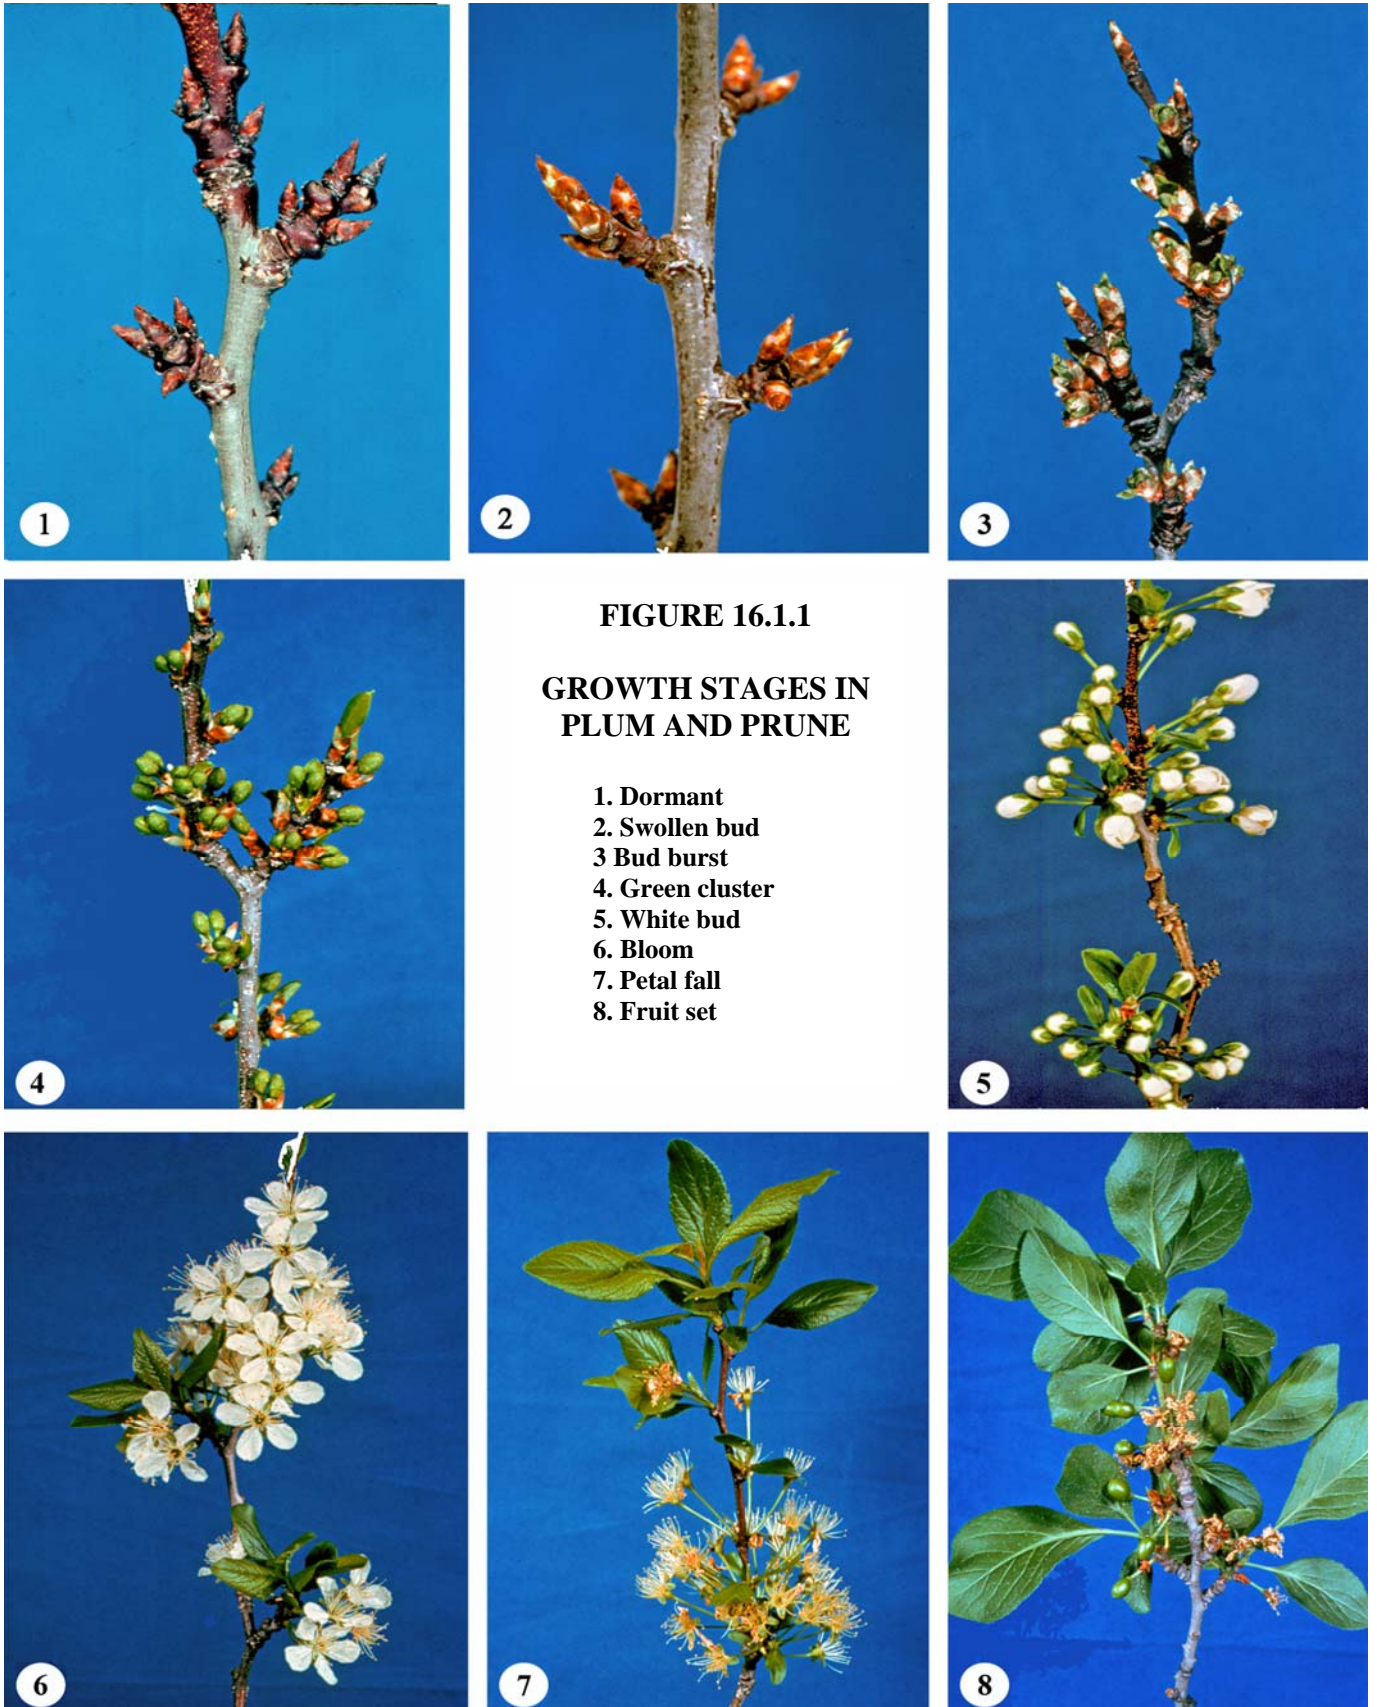 1
2
3
FIGURE 16.1.1
GROWTH STAGES IN
PLUM AND PRUNE
1. Dormant
2. Swollen bud
3 Bud burst
4. Green cluster
5. White bud
6. Bloom
7. Petal fall
8. Fruit set
4
5
6
7
8